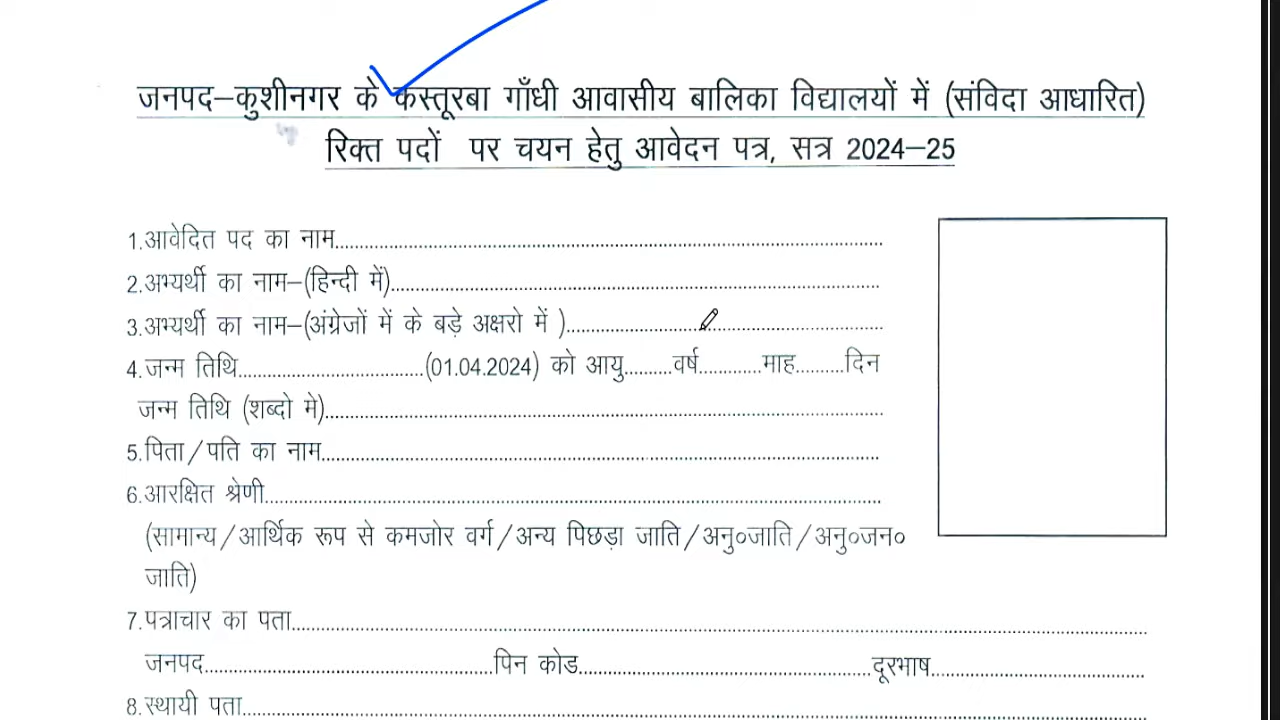 जनपद–कुशीनगर के कस्तूरबा गाँधी आवासीय बालिका विद्यालयों में (संविदा आधारित)
रिक्त पदों पर चयन हेतु आवेदन पत्र, सत्र 2024–25
1.आवेदित पद का नाम....................
2.अभ्यर्थी का नाम–(हिन्दी में)....................
3.अभ्यर्थी का नाम–(अंग्रेजों में के बड़े अक्षरो में )....................
4.जन्म तिथि....................(01.04.2024) को आयु.........वर्ष............माह.........दिन
जन्म तिथि (शब्दो मे)....................
5.पिता/पति का नाम....................
6.आरक्षित श्रेणी....................
(सामान्य/आर्थिक रूप से कमजोर वर्ग/अन्य पिछड़ा जाति/अनु०जाति/अनु०जन०
जाति)
7.पत्राचार का पता....................
जनपद....................पिन कोड....................दूरभाष....................
8.स्थायी पता....................